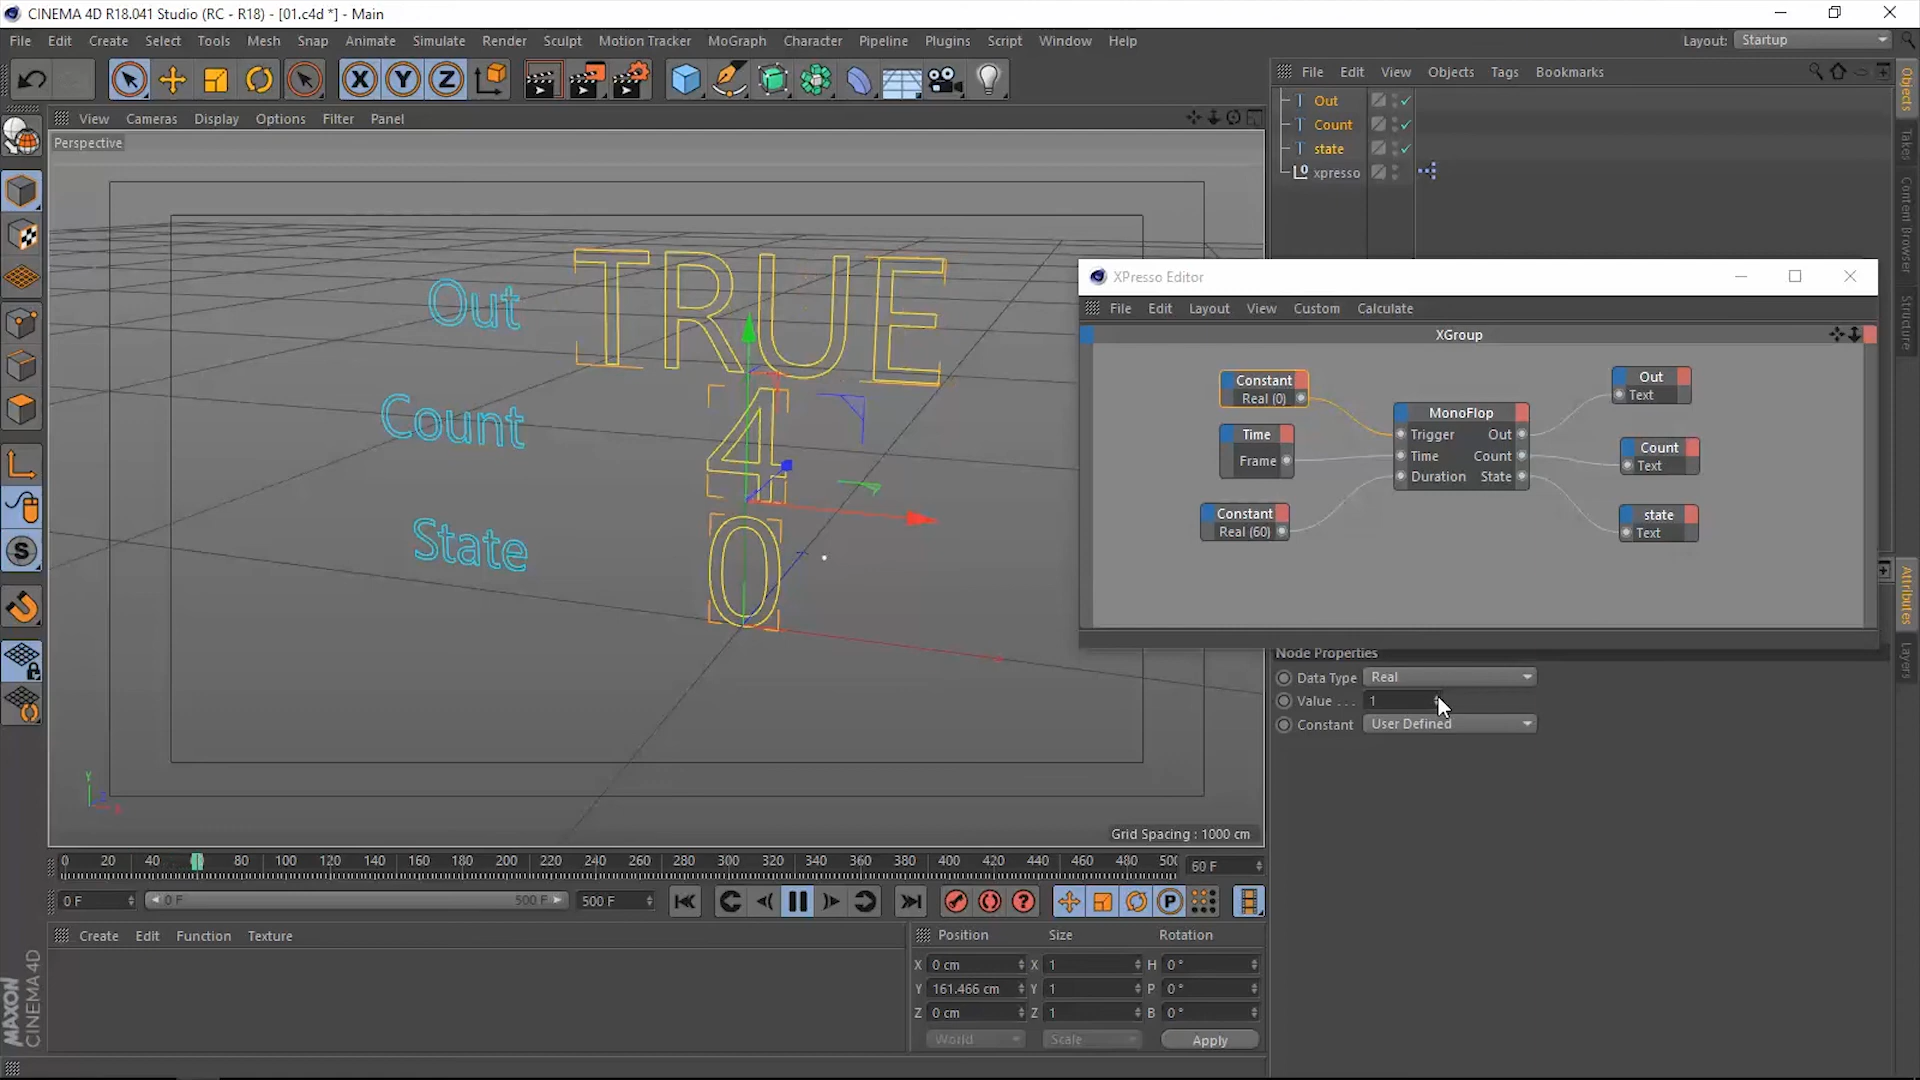 CINEMA 4D R18.041 Studio (RC - R18) - [01.c4d *] - Main
File Edit Create Select Tools Mesh Snap Animate Simulate Render Sculpt Motion Tracker MoGraph Character Pipeline Plugins Script Window Help
Layout: Startup
File Edit View Objects Tags Bookmarks
Out
Count
state
xpresso
Objects
Takes
Content Browser
Structure
View Cameras Display Options Filter Panel
Perspective
Out TRUE
Count 4
State 0
Y
X
Grid Spacing : 1000 cm
XPresso Editor
File Edit Layout View Custom Calculate
XGroup
Constant
Real (0)
Time
Frame
Constant
Real (60)
MonoFlop
Trigger Out
Time Count
Duration State
Out
Text
Count
Text
state
Text
Attributes
Layers
Node Properties
Data Type Real
Value . . . 1
Constant User Defined
0 20 40 80 100 120 140 160 180 200 220 240 260 280 300 320 340 360 380 400 420 440 460 480 500
60 F
0 F 0 F 500 F 500 F
Create Edit Function Texture
Position Size Rotation
X 0 cm X 1 H 0 °
Y 161.466 cm Y 1 P 0 °
Z 0 cm Z 1 B 0 °
World Scale Apply
MAXON
CINEMA 4D